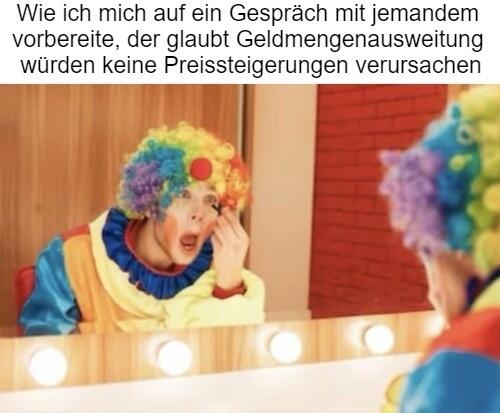 Wie ich mich auf ein Gespräch mit jemandem
vorbereite, der glaubt Geldmengenausweitung
würden keine Preissteigerungen verursachen